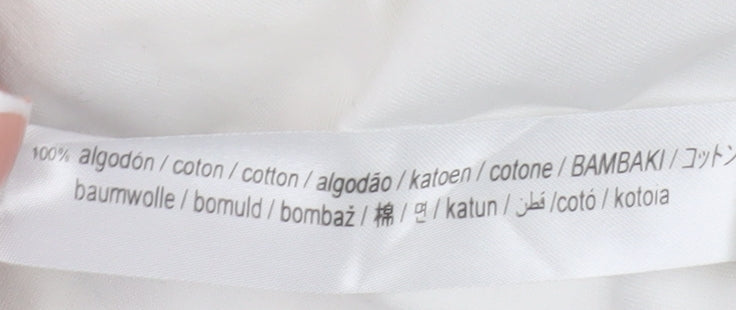 100% algodón / coton / cotton / algodão / katoen / cotone / BAMBAKI / コットン
baumwolle / bomuld / bombaž / 棉 / 면 / katun / قطن /cotó / kotoia